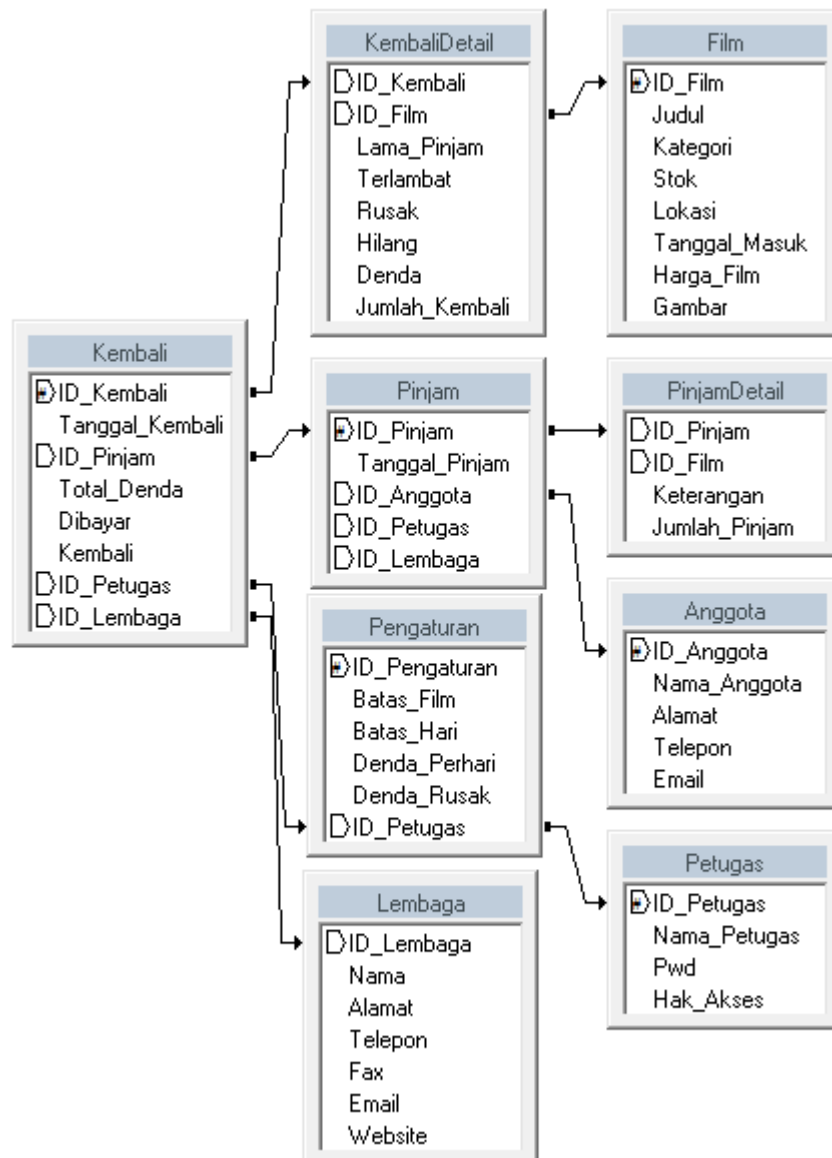 KembaliDetail
ID_Kembali
ID_Film
Lama_Pinjam
Terlambat
Rusak
Hilang
Denda
Jumlah_Kembali
Film
ID_Film
Judul
Kategori
Stok
Lokasi
Tanggal_Masuk
Harga_Film
Gambar
Kembali
ID_Kembali
Tanggal_Kembali
ID_Pinjam
Total_Denda
Dibayar
Kembali
ID_Petugas
ID_Lembaga
Pinjam
ID_Pinjam
Tanggal_Pinjam
ID_Anggota
ID_Petugas
ID_Lembaga
PinjamDetail
ID_Pinjam
ID_Film
Keterangan
Jumlah_Pinjam
Pengaturan
ID_Pengaturan
Batas_Film
Batas_Hari
Denda_Perhari
Denda_Rusak
ID_Petugas
Anggota
ID_Anggota
Nama_Anggota
Alamat
Telepon
Email
Lembaga
ID_Lembaga
Nama
Alamat
Telepon
Fax
Email
Website
Petugas
ID_Petugas
Nama_Petugas
Pwd
Hak_Akses